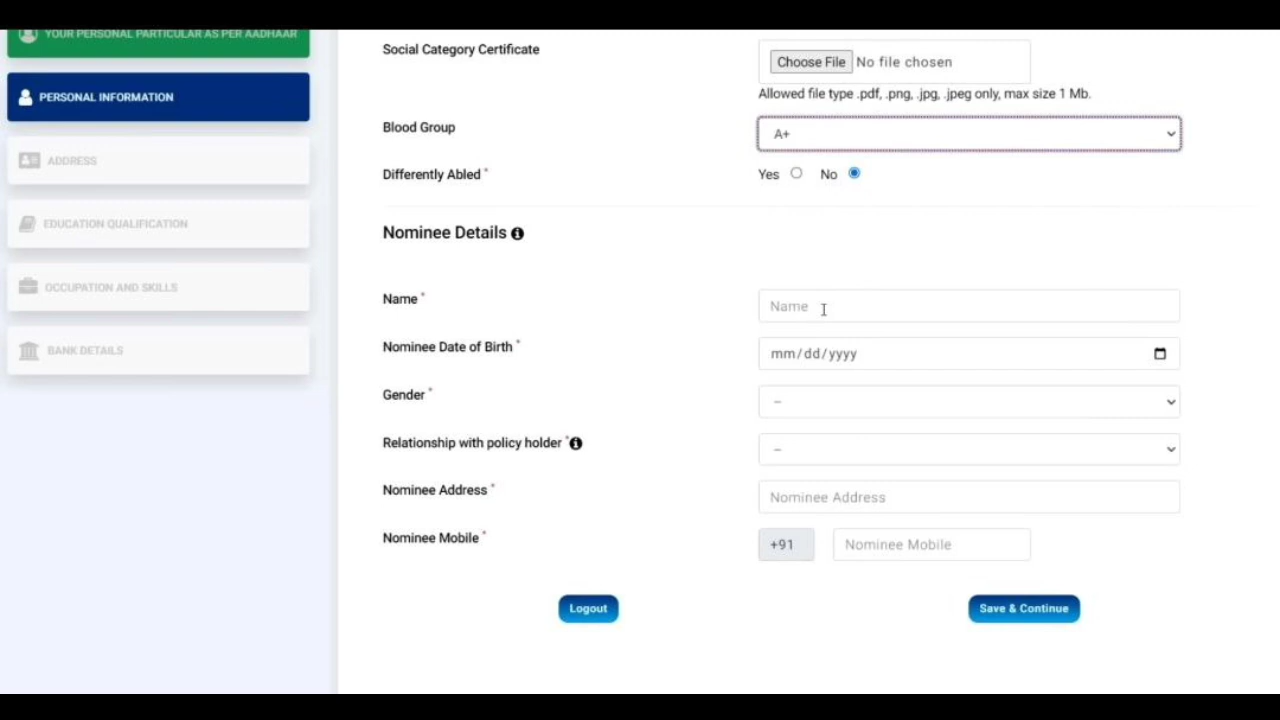 YOUR PERSONAL PARTICULAR AS PER AADHAAR
PERSONAL INFORMATION
ADDRESS
EDUCATION QUALIFICATION
OCCUPATION AND SKILLS
BANK DETAILS
Social Category Certificate
Choose File No file chosen
Allowed file type .pdf, .png, .jpg, .jpeg only, max size 1 Mb.
Blood Group A+
Differently Abled * Yes No
Nominee Details
Name * Name
Nominee Date of Birth * mm/dd/yyyy
Gender * --
Relationship with policy holder * --
Nominee Address * Nominee Address
Nominee Mobile * +91 Nominee Mobile
Logout Save & Continue